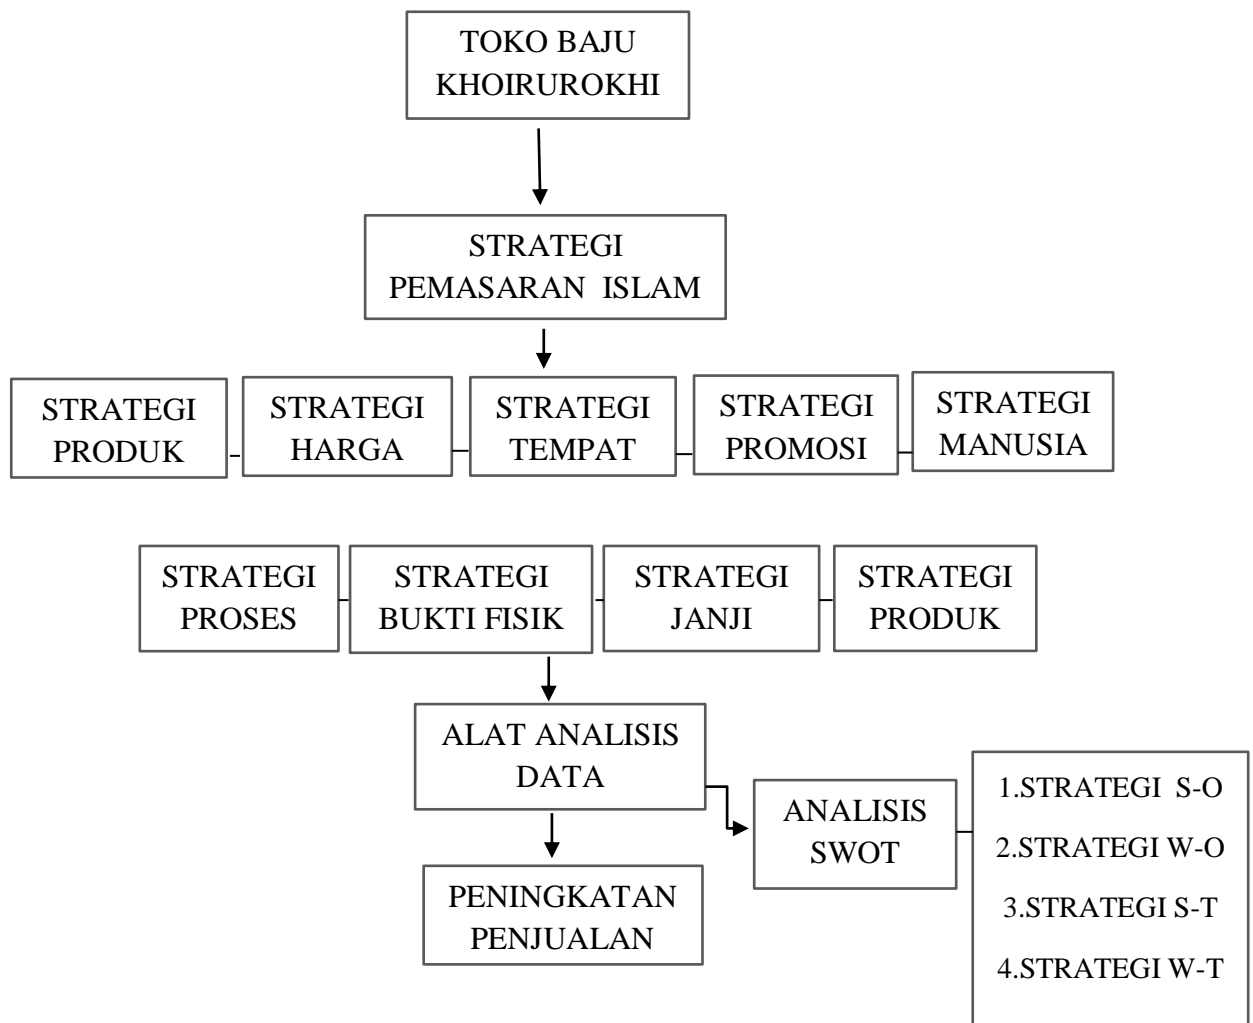 TOKO BAJU
KHOIRUROKHI
STRATEGI
PEMASARAN ISLAM
STRATEGI
PRODUK
STRATEGI
HARGA
STRATEGI
TEMPAT
STRATEGI
PROMOSI
STRATEGI
MANUSIA
STRATEGI
PROSES
STRATEGI
BUKTI FISIK
STRATEGI
JANJI
STRATEGI
PRODUK
ALAT ANALISIS
DATA
ANALISIS
SWOT
1.STRATEGI S-O
2.STRATEGI W-O
3.STRATEGI S-T
4.STRATEGI W-T
PENINGKATAN
PENJUALAN